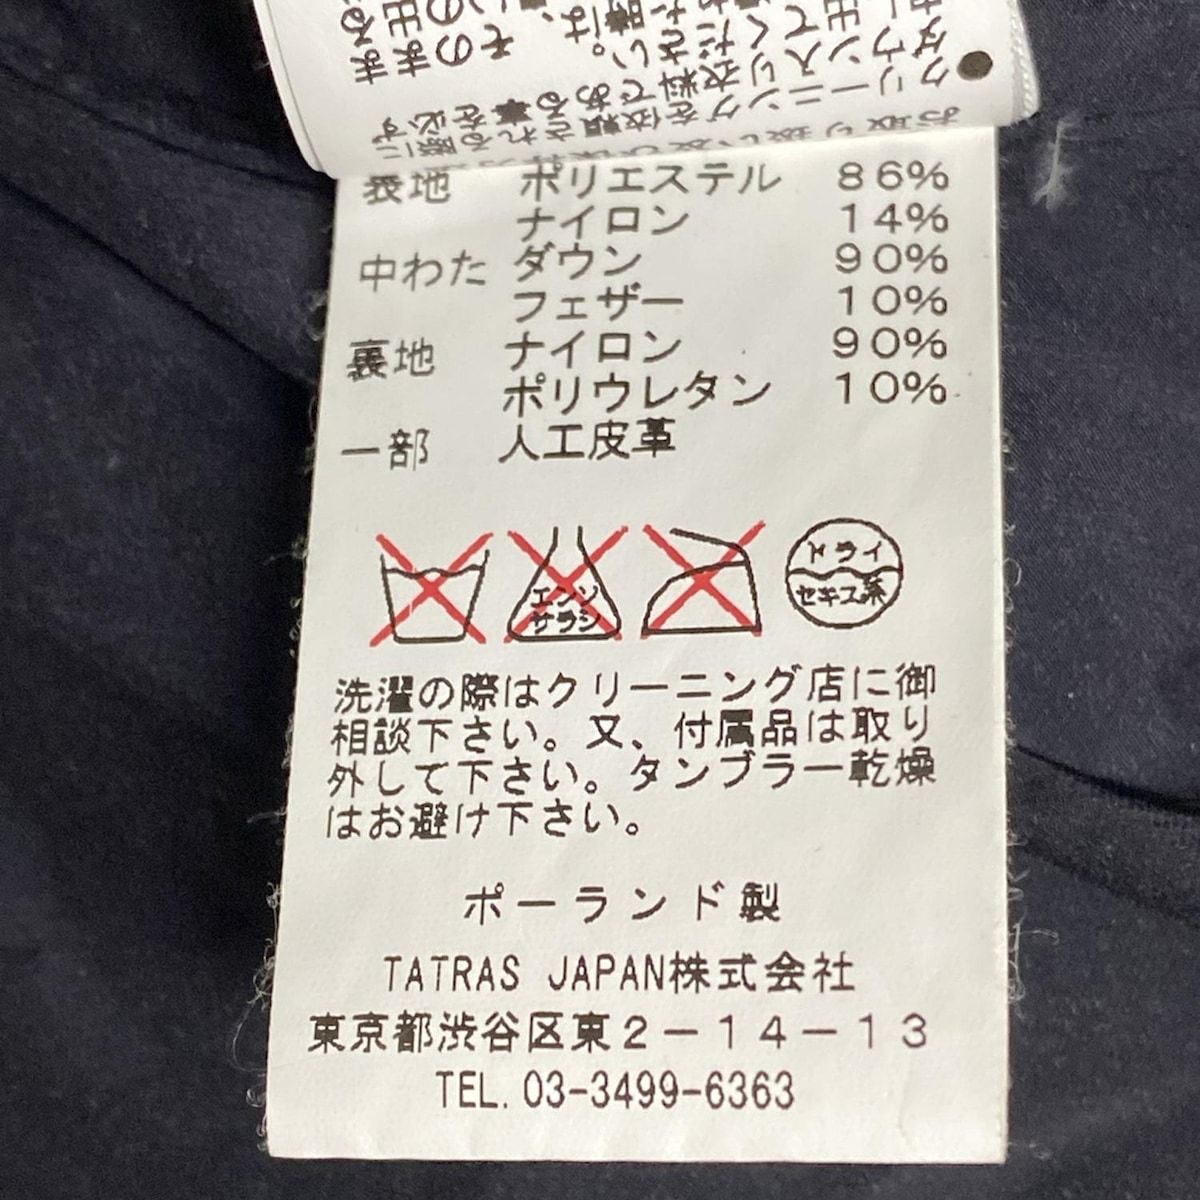 表地 ポリエステル 86%
ナイロン 14%
中わた ダウン 90%
フェザー 10%
裏地 ナイロン 90%
ポリウレタン 10%
一部 人工皮革
エンソ
サラシ
ドライ
セキス系
洗濯の際はクリーニング店に御
相談下さい。又、付属品は取り
外して下さい。タンブラー乾燥
はお避け下さい。
ポーランド製
TATRAS JAPAN株式会社
東京都渋谷区東2-14-13
TEL. 03-3499-6363